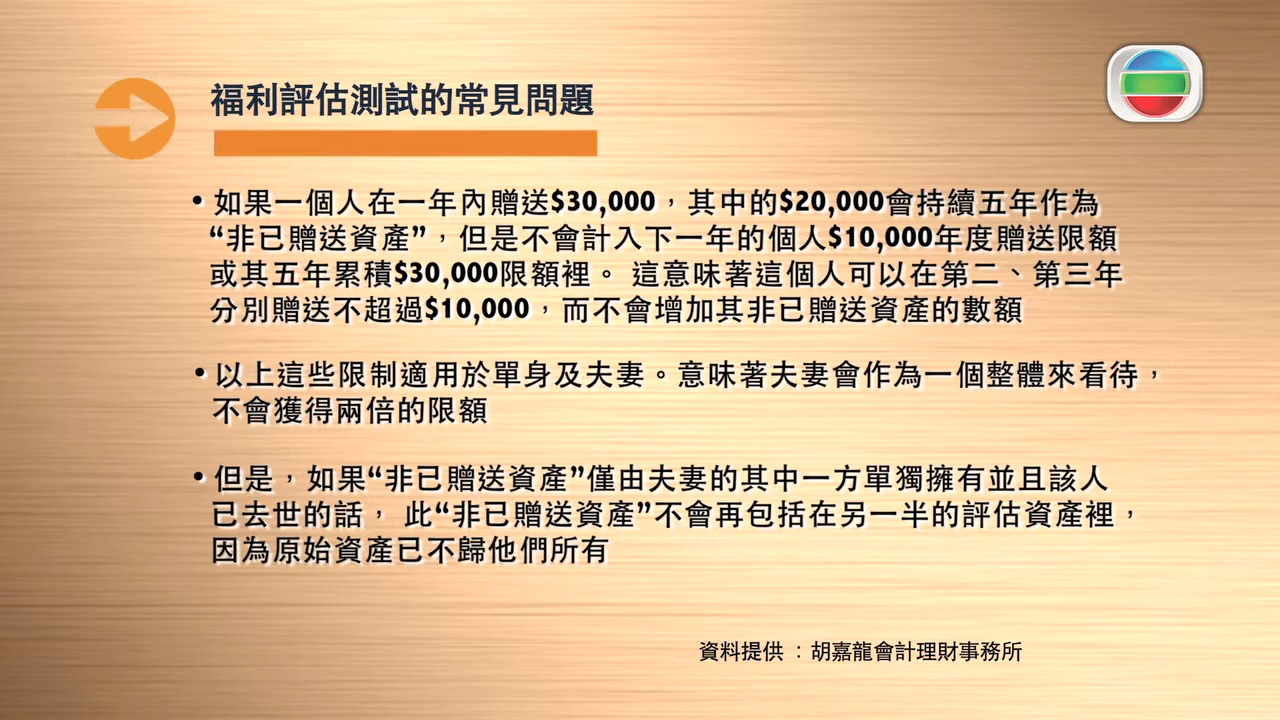 福利評估測試的常見問題
• 如果一個人在一年內贈送$30,000，其中的$20,000會持續五年作為
“非已贈送資產”，但是不會計入下一年的個人$10,000年度贈送限額
或其五年累積$30,000限額裡。 這意味著這個人可以在第二、第三年
分別贈送不超過$10,000，而不會增加其非已贈送資產的數額
• 以上這些限制適用於單身及夫妻。意味著夫妻會作為一個整體來看待，
不會獲得兩倍的限額
• 但是，如果“非已贈送資產”僅由夫妻的其中一方單獨擁有並且該人
已去世的話， 此“非已贈送資產”不會再包括在另一半的評估資產裡，
因為原始資產已不歸他們所有
資料提供 ：胡嘉龍會計理財事務所